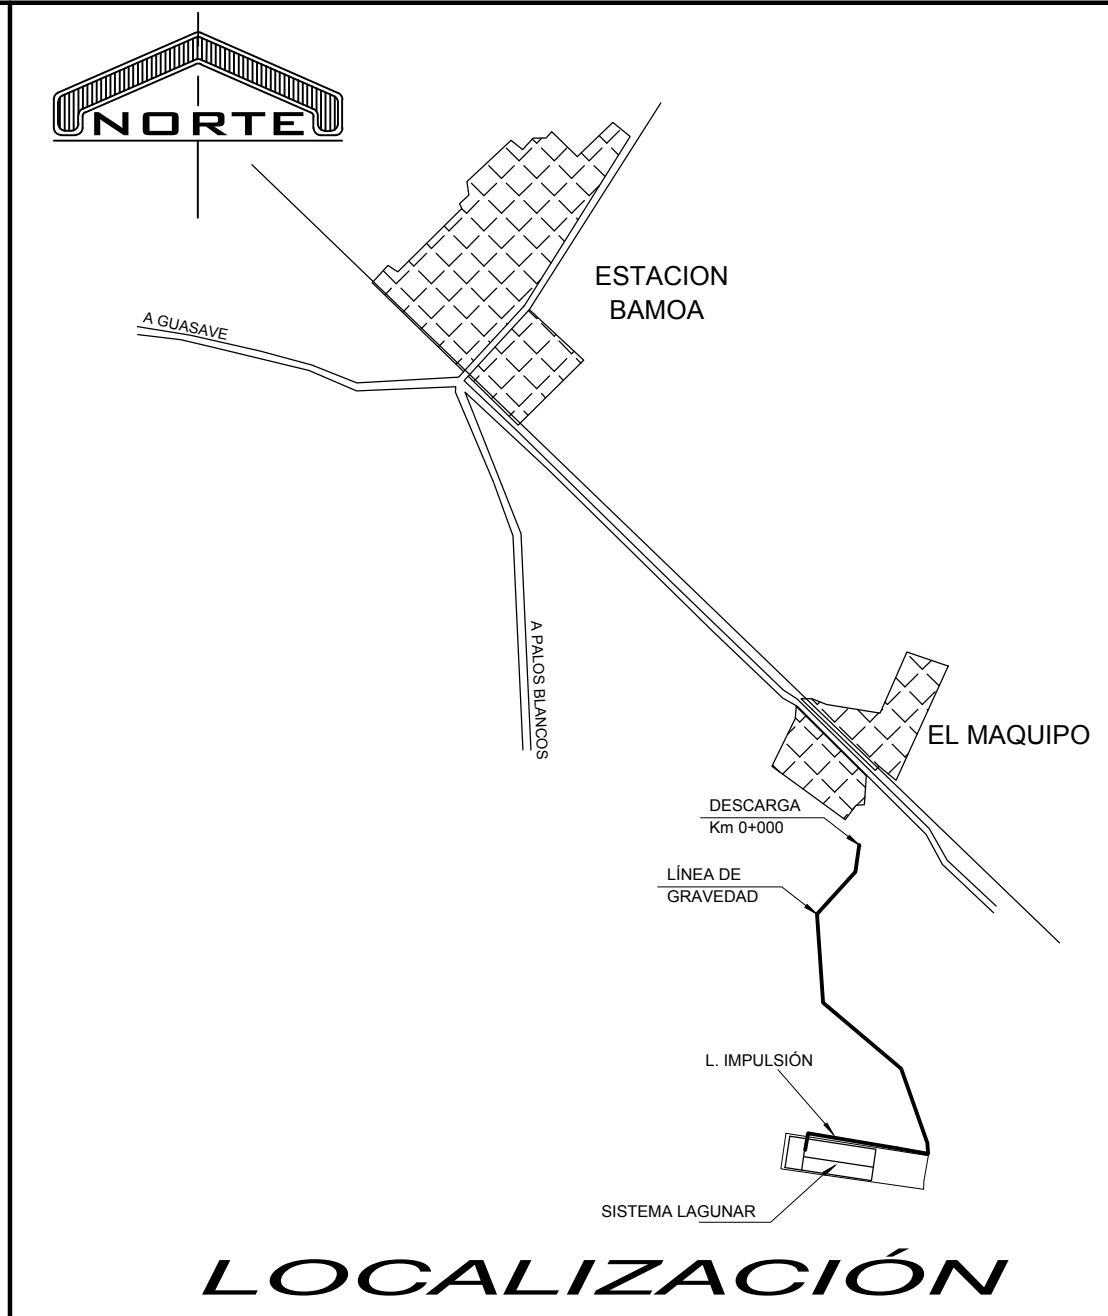 NORTE
ESTACION
BAMOA
A GUASAVE
A PALOS BLANCOS
EL MAQUIPO
DESCARGA
Km 0+000
LÍNEA DE
GRAVEDAD
L. IMPULSIÓN
SISTEMA LAGUNAR
LOCALIZACIÓN